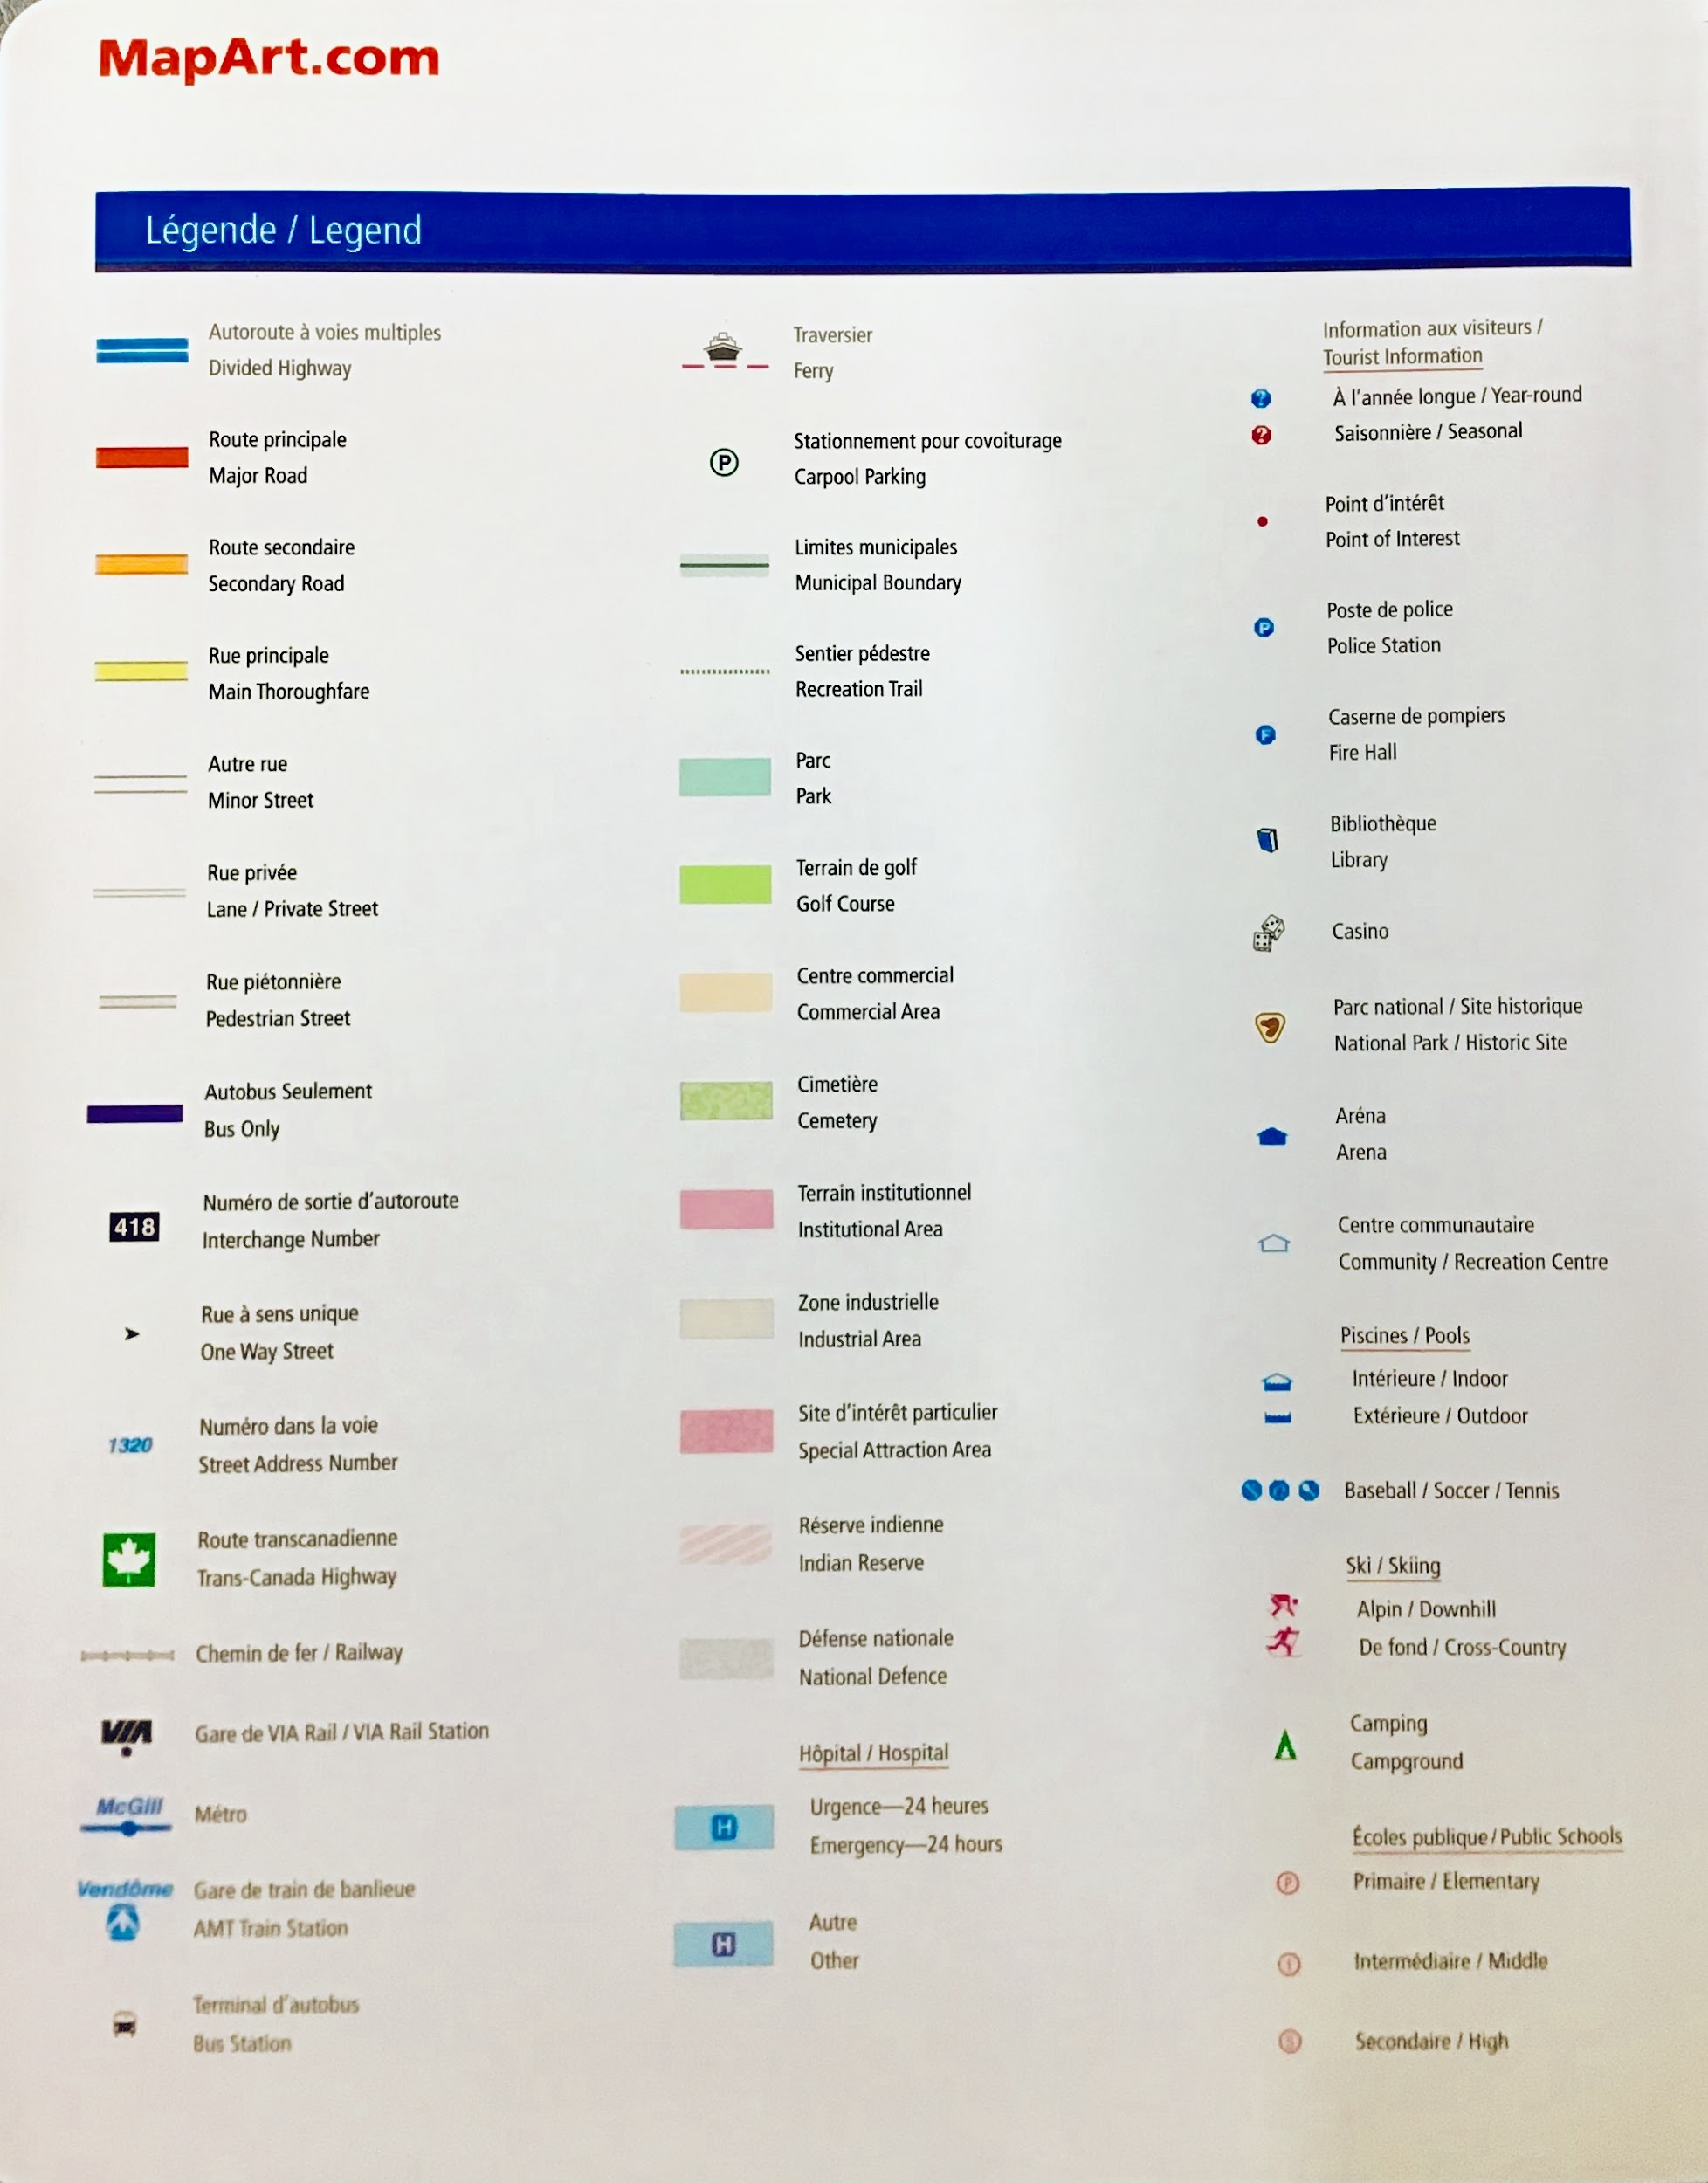 MapArt.com
Légende / Legend
Autoroute à voies multiples
Divided Highway
Route principale
Major Road
Route secondaire
Secondary Road
Rue principale
Main Thoroughfare
Autre rue
Minor Street
Rue privée
Lane / Private Street
Rue piétonnière
Pedestrian Street
Autobus Seulement
Bus Only
418
Numéro de sortie d'autoroute
Interchange Number
Rue à sens unique
One Way Street
1320
Numéro dans la voie
Street Address Number
Route transcanadienne
Trans-Canada Highway
Chemin de fer / Railway
VIA
Gare de VIA Rail / VIA Rail Station
McGill
Métro
Vendôme
Gare de train de banlieue
AMT Train Station
Terminal d'autobus
Bus Station
Traversier
Ferry
P
Stationnement pour covoiturage
Carpool Parking
Limites municipales
Municipal Boundary
Sentier pédestre
Recreation Trail
Parc
Park
Terrain de golf
Golf Course
Centre commercial
Commercial Area
Cimetière
Cemetery
Terrain institutionnel
Institutional Area
Zone industrielle
Industrial Area
Site d'intérêt particulier
Special Attraction Area
Réserve indienne
Indian Reserve
Défense nationale
National Defence
Hôpital / Hospital
H
Urgence—24 heures
Emergency—24 hours
H
Autre
Other
Information aux visiteurs /
Tourist Information
? À l'année longue / Year-round
? Saisonnière / Seasonal
Point d'intérêt
Point of Interest
P
Poste de police
Police Station
F
Caserne de pompiers
Fire Hall
Bibliothèque
Library
Casino
Parc national / Site historique
National Park / Historic Site
Aréna
Arena
Centre communautaire
Community / Recreation Centre
Piscines / Pools
Intérieure / Indoor
Extérieure / Outdoor
Baseball / Soccer / Tennis
Ski / Skiing
Alpin / Downhill
De fond / Cross-Country
Camping
Campground
Écoles publique / Public Schools
P Primaire / Elementary
I Intermédiaire / Middle
S Secondaire / High